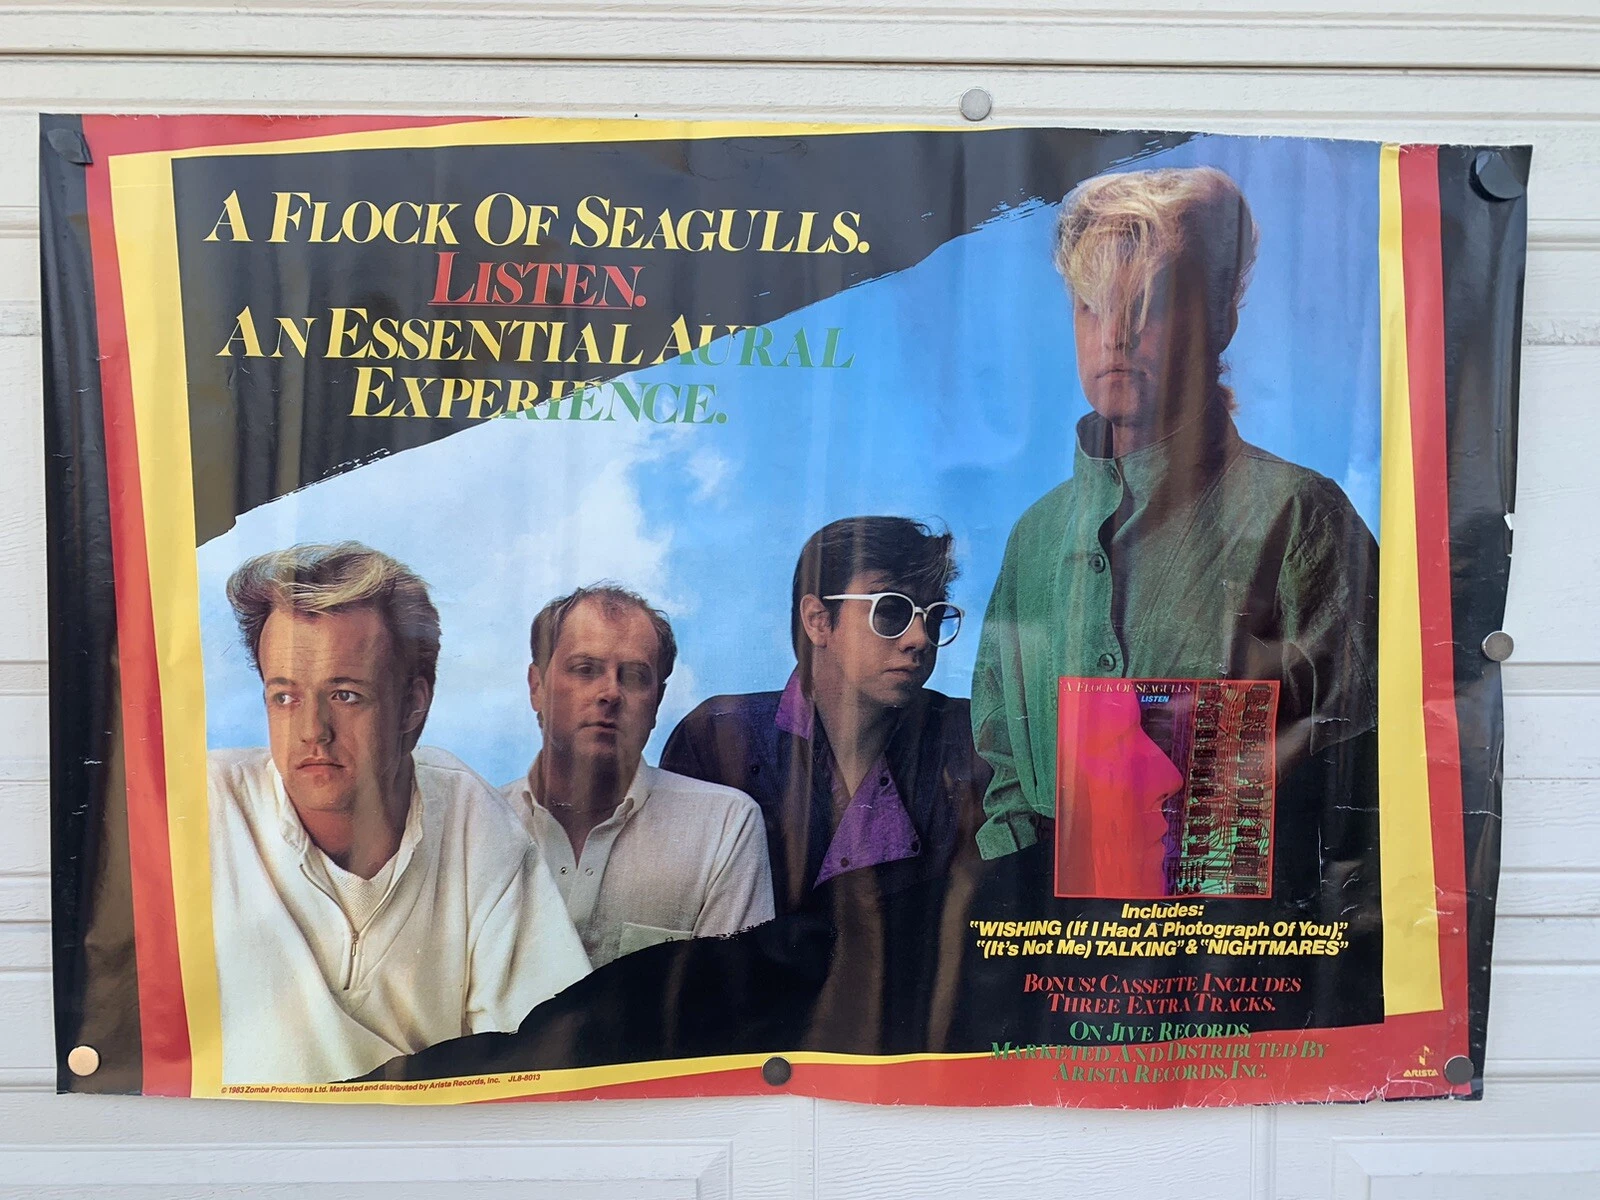 A FLOCK OF SEAGULLS.
LISTEN.
AN ESSENTIAL AURAL
EXPERIENCE.
A FLOCK OF SEAGULLS
LISTEN
Includes:
"WISHING (If I Had A Photograph Of You),"
"(It's Not Me) TALKING" & "NIGHTMARES"
BONUS! CASSETTE INCLUDES
THREE EXTRA TRACKS.
ON JIVE RECORDS,
MARKETED AND DISTRIBUTED BY
ARISTA RECORDS, INC.
ARISTA
© 1983 Zomba Productions Ltd. Marketed and distributed by Arista Records, Inc. JL8-8013